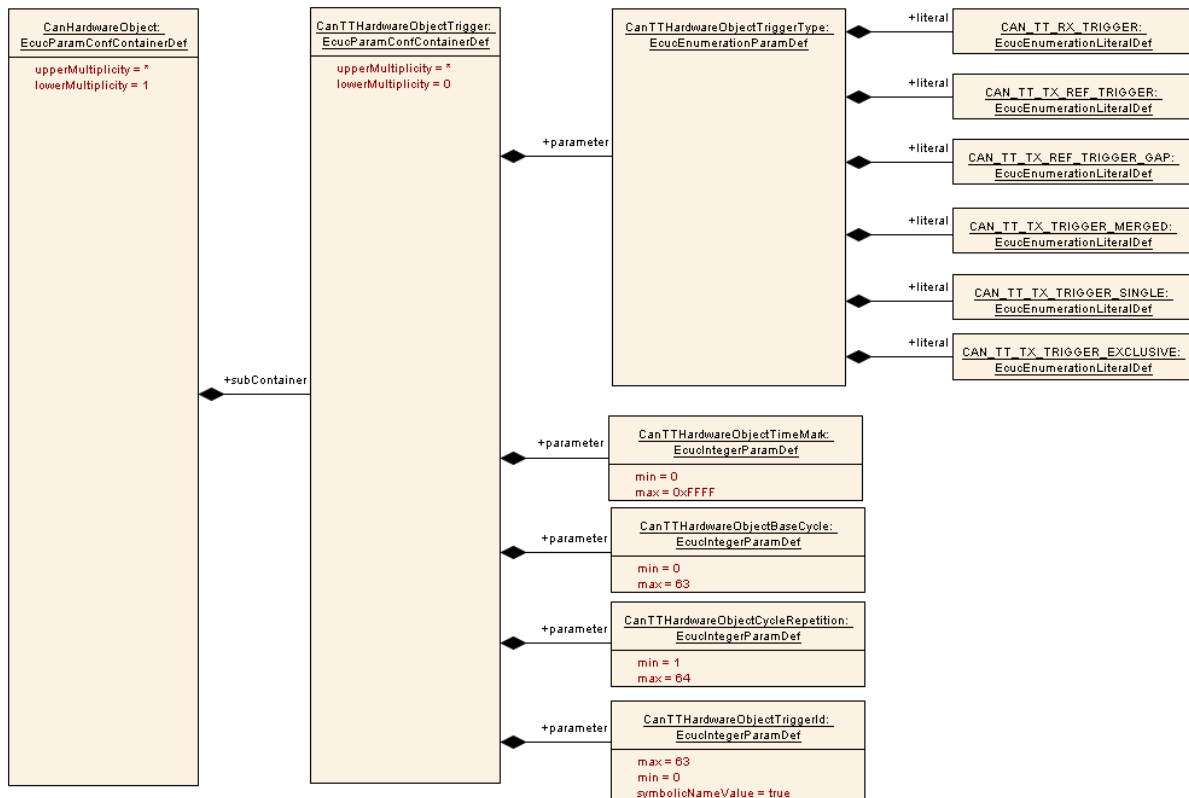 CanHardwareObject:
EcucParamConfContainerDef
upperMultiplicity = *
lowerMultiplicity = 1
+subContainer
CanTTHardwareObjectTrigger:
EcucParamConfContainerDef
upperMultiplicity = *
lowerMultiplicity = 0
+parameter
CanTTHardwareObjectTriggerType:
EcucEnumerationParamDef
+literal
CAN_TT_RX_TRIGGER:
EcucEnumerationLiteralDef
+literal
CAN_TT_TX_REF_TRIGGER:
EcucEnumerationLiteralDef
+literal
CAN_TT_TX_REF_TRIGGER_GAP:
EcucEnumerationLiteralDef
+literal
CAN_TT_TX_TRIGGER_MERGED:
EcucEnumerationLiteralDef
+literal
CAN_TT_TX_TRIGGER_SINGLE:
EcucEnumerationLiteralDef
+literal
CAN_TT_TX_TRIGGER_EXCLUSIVE:
EcucEnumerationLiteralDef
+parameter
CanTTHardwareObjectTimeMark:
EcucIntegerParamDef
min = 0
max = 0xFFFF
+parameter
CanTTHardwareObjectBaseCycle:
EcucIntegerParamDef
min = 0
max = 63
+parameter
CanTTHardwareObjectCycleRepetition:
EcucIntegerParamDef
min = 1
max = 64
+parameter
CanTTHardwareObjectTriggerId:
EcucIntegerParamDef
max = 63
min = 0
symbolicNameValue = true